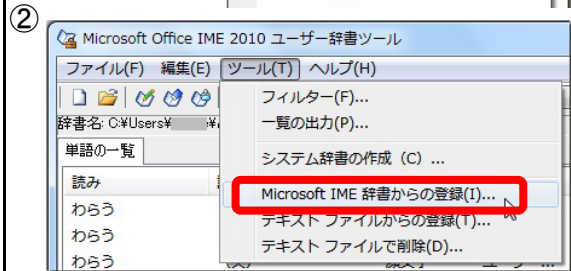 ②
Microsoft Office IME 2010 ユーザー辞書ツール
ファイル(F) 編集(E) ツール(T) ヘルプ(H)
フィルター(F)...
辞書名: C:¥Users¥
一覧の出力(P)...
単語の一覧
システム辞書の作成 (C) ...
読み
Microsoft IME 辞書からの登録(I)...
わらう
テキスト ファイルからの登録(T)...
わらう
テキスト ファイルで削除(D)...
わらう